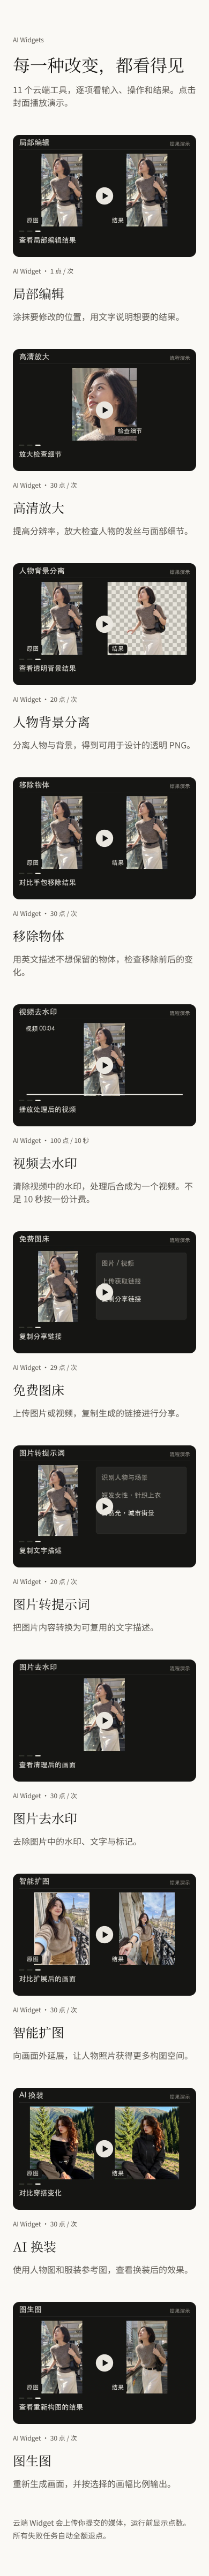 AI Widgets
每一种改变，都看得见
11 个云端工具，逐项看输入、操作和结果。点击
封面播放演示。
局部编辑
结果演示
原图
结果
查看局部编辑结果
AI Widget · 1 点 / 次
局部编辑
涂抹要修改的位置，用文字说明想要的结果。
高清放大
流程演示
检查细节
放大检查细节
AI Widget · 30 点 / 次
高清放大
提高分辨率，放大检查人物的发丝与面部细节。
人物背景分离
结果演示
原图
结果
查看透明背景结果
AI Widget · 20 点 / 次
人物背景分离
分离人物与背景，得到可用于设计的透明 PNG。
移除物体
结果演示
原图
结果
对比手包移除结果
AI Widget · 30 点 / 次
移除物体
用英文描述不想保留的物体，检查移除前后的变
化。
视频去水印
流程演示
视频 00:04
播放处理后的视频
AI Widget · 100 点 / 10 秒
视频去水印
清除视频中的水印，处理后合成为一个视频。不
足 10 秒按一份计费。
免费图床
流程演示
图片 / 视频
上传获取链接
复制分享链接
AI Widget · 29 点 / 次
免费图床
上传图片或视频，复制生成的链接进行分享。
图片转提示词
流程演示
识别人物与场景
短发女性 · 针织上衣
自然光 · 城市街景
复制文字描述
AI Widget · 20 点 / 次
图片转提示词
把图片内容转换为可复用的文字描述。
图片去水印
流程演示
查看清理后的画面
AI Widget · 30 点 / 次
图片去水印
去除图片中的水印、文字与标记。
智能扩图
结果演示
原图
结果
对比扩展后的画面
AI Widget · 30 点 / 次
智能扩图
向画面外延展，让人物照片获得更多构图空间。
AI 换装
结果演示
原图
结果
对比穿搭变化
AI Widget · 30 点 / 次
AI 换装
使用人物图和服装参考图，查看换装后的效果。
图生图
结果演示
原图
结果
查看重新构图的结果
AI Widget · 30 点 / 次
图生图
重新生成画面，并按选择的画幅比例输出。
云端 Widget 会上传你提交的媒体，运行前显示点数。
所有失败任务自动全额退点。